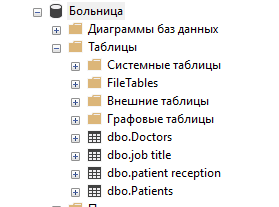 Больница
Диаграммы баз данных
Таблицы
Системные таблицы
FileTables
Внешние таблицы
Графовые таблицы
dbo.Doctors
dbo.job title
dbo.patient reception
dbo.Patients